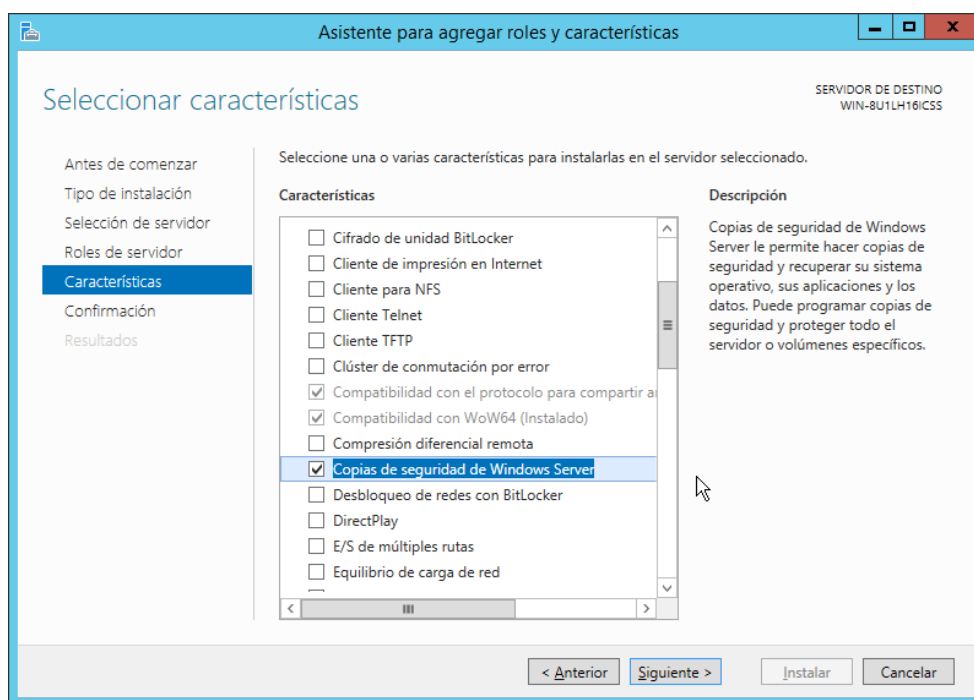 Asistente para agregar roles y características
Seleccionar características
SERVIDOR DE DESTINO
WIN-8U1LH16ICSS
Antes de comenzar
Tipo de instalación
Selección de servidor
Roles de servidor
Características
Confirmación
Resultados
Seleccione una o varias características para instalarlas en el servidor seleccionado.
Características
Cifrado de unidad BitLocker
Cliente de impresión en Internet
Cliente para NFS
Cliente Telnet
Cliente TFTP
Clúster de conmutación por error
Compatibilidad con el protocolo para compartir
Compatibilidad con WoW64 (Instalado)
Compresión diferencial remota
Copias de seguridad de Windows Server
Desbloqueo de redes con BitLocker
DirectPlay
E/S de múltiples rutas
Equilibrio de carga de red
Descripción
Copias de seguridad de Windows
Server le permite hacer copias de
seguridad y recuperar su sistema
operativo, sus aplicaciones y los
datos. Puede programar copias de
seguridad y proteger todo el
servidor o volúmenes específicos.
< Anterior
Siguiente >
Instalar
Cancelar